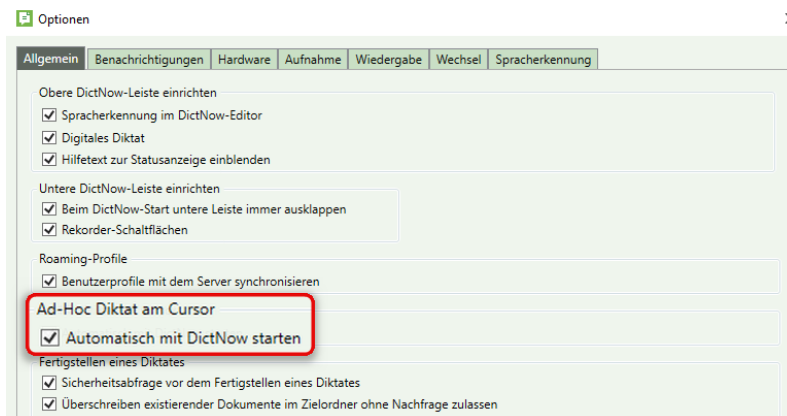 Optionen
Allgemein Benachrichtigungen Hardware Aufnahme Wiedergabe Wechsel Spracherkennung
Obere DictNow-Leiste einrichten
Spracherkennung im DictNow-Editor
Digitales Diktat
Hilfetext zur Statusanzeige einblenden
Untere DictNow-Leiste einrichten
Beim DictNow-Start untere Leiste immer ausklappen
Rekorder-Schaltflächen
Roaming-Profile
Benutzerprofile mit dem Server synchronisieren
Ad-Hoc Diktat am Cursor
Automatisch mit DictNow starten
Fertigstellen eines Diktates
Sicherheitsabfrage vor dem Fertigstellen eines Diktates
Überschreiben existierender Dokumente im Zielordner ohne Nachfrage zulassen